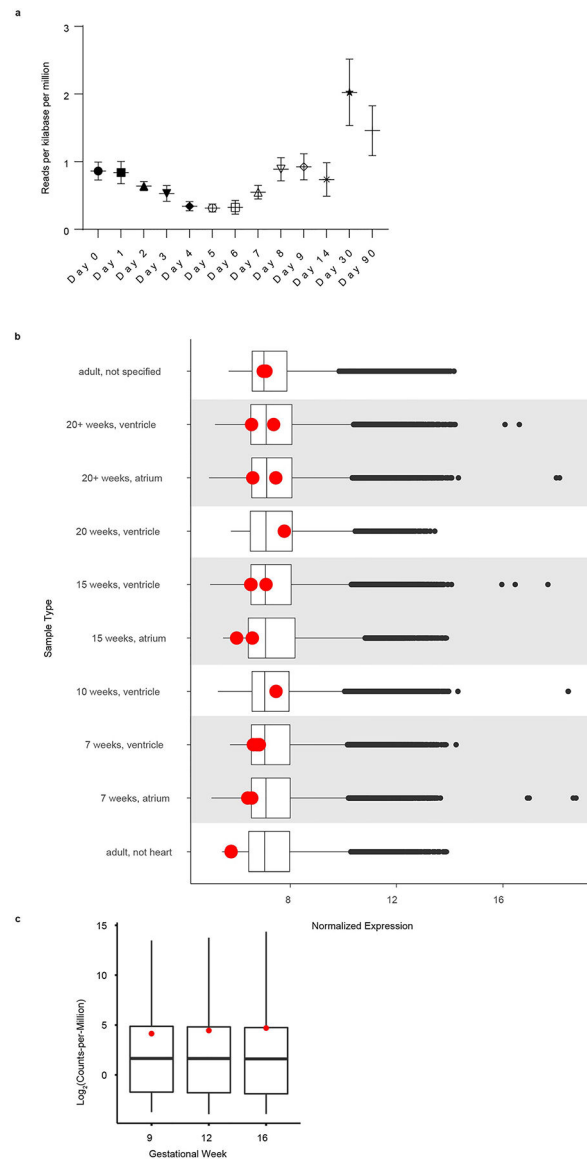 a
Reads per kilabase per million
3
2
1
0
Day 0
Day 1
Day 2
Day 3
Day 4
Day 5
Day 6
Day 7
Day 8
Day 9
Day 14
Day 30
Day 90
b
Sample Type
adult, not specified
20+ weeks, ventricle
20+ weeks, atrium
20 weeks, ventricle
15 weeks, ventricle
15 weeks, atrium
10 weeks, ventricle
7 weeks, ventricle
7 weeks, atrium
adult, not heart
8 12 16
Normalized Expression
c
Log2(Counts-per-Million)
15
10
5
0
9 12 16
Gestational Week